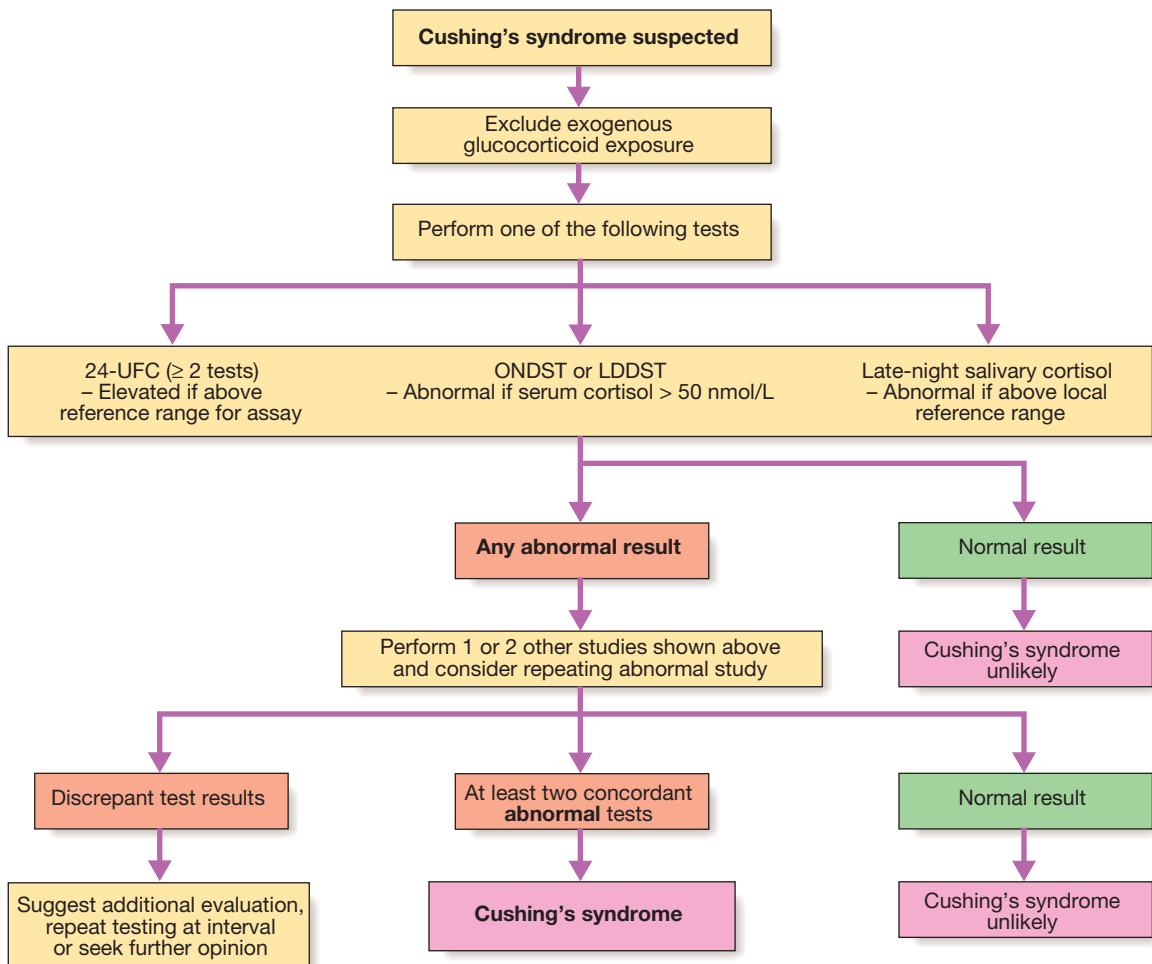 Cushing's syndrome suspected
Exclude exogenous
glucocorticoid exposure
Perform one of the following tests
24-UFC (≥ 2 tests)
– Elevated if above
reference range for assay
ONDST or LDDST
– Abnormal if serum cortisol > 50 nmol/L
Late-night salivary cortisol
– Abnormal if above local
reference range
Any abnormal result
Normal result
Perform 1 or 2 other studies shown above
and consider repeating abnormal study
Cushing's syndrome
unlikely
Discrepant test results
At least two concordant
abnormal tests
Normal result
Suggest additional evaluation,
repeat testing at interval
or seek further opinion
Cushing's syndrome
Cushing's syndrome
unlikely